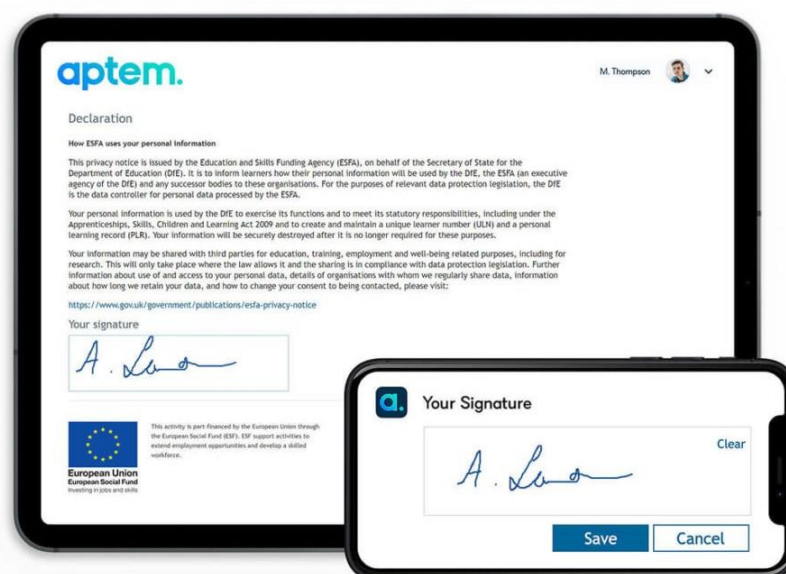 aptem.
M. Thompson
Declaration
How ESFA uses your personal information
This privacy notice is issued by the Education and Skills Funding Agency (ESFA), on behalf of the Secretary of State for the
Department of Education (DfE). It is to inform learners how their personal information will be used by the DfE, the ESFA (an executive
agency of the DfE) and any successor bodies to these organisations. For the purposes of relevant data protection legislation, the DfE
is the data controller for personal data processed by the ESFA.
Your personal information is used by the DfE to exercise its functions and to meet its statutory responsibilities, including under the
Apprenticeships, Skills, Children and Learning Act 2009 and to create and maintain a unique learner number (ULN) and a personal
learning record (PLR). Your information will be securely destroyed after it is no longer required for these purposes.
Your information may be shared with third parties for education, training, employment and well-being related purposes, including for
research. This will only take place where the law allows it and the sharing is in compliance with data protection legislation. Further
information about use of and access to your personal data, details of organisations with whom we regularly share data, information
about how long we retain your data, and how to change your consent to being contacted, please visit:
https://www.gov.uk/government/publications/esfa-privacy-notice
Your signature
A.
This activity is part financed by the European Union through
the European Social Fund (ESF). ESF support activities to
extend employment opportunities and develop a skilled
workforce.
European Union
European Social Fund
Investing in jobs and skills
a.
Your Signature
Clear
A.
Save
Cancel